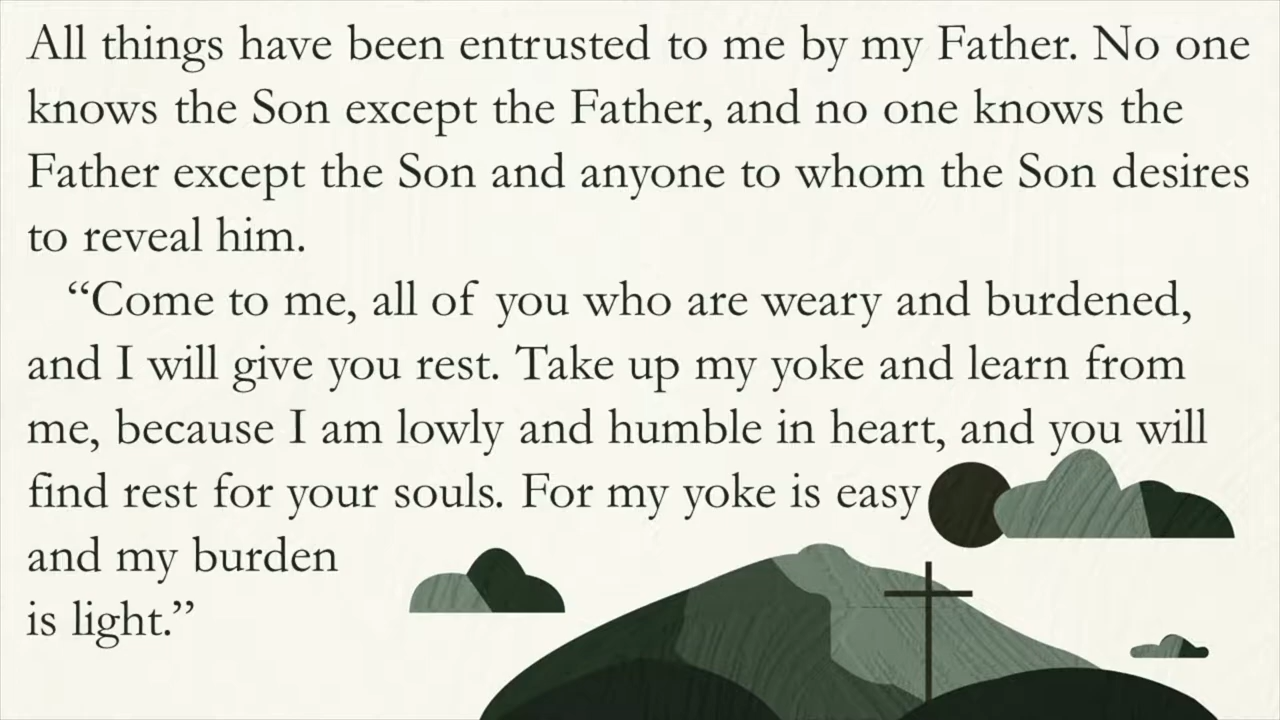 All things have been entrusted to me by my Father. No one
knows the Son except the Father, and no one knows the
Father except the Son and anyone to whom the Son desires
to reveal him.
“Come to me, all of you who are weary and burdened,
and I will give you rest. Take up my yoke and learn from
me, because I am lowly and humble in heart, and you will
find rest for your souls. For my yoke is easy
and my burden
is light.”